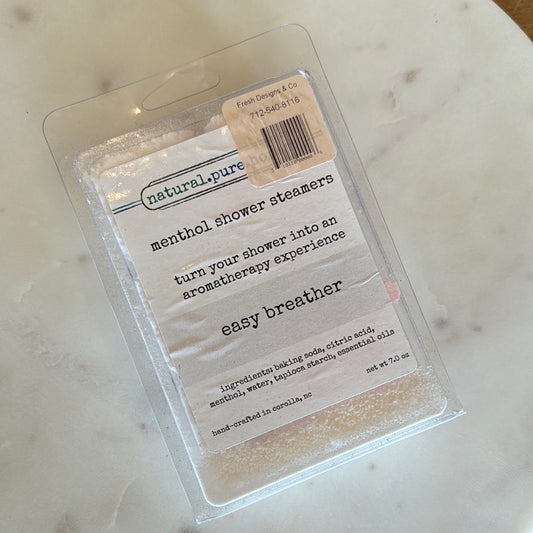 Fresh Designs & Co.
712-540-8116
natural.pure
menthol shower steamers
turn your shower into an
aromatherapy experience
easy breather
ingredients: baking soda, citric acid,
menthol, water, tapioca starch, essential oils
net wt 7.0 oz
hand-crafted in corolla, nc